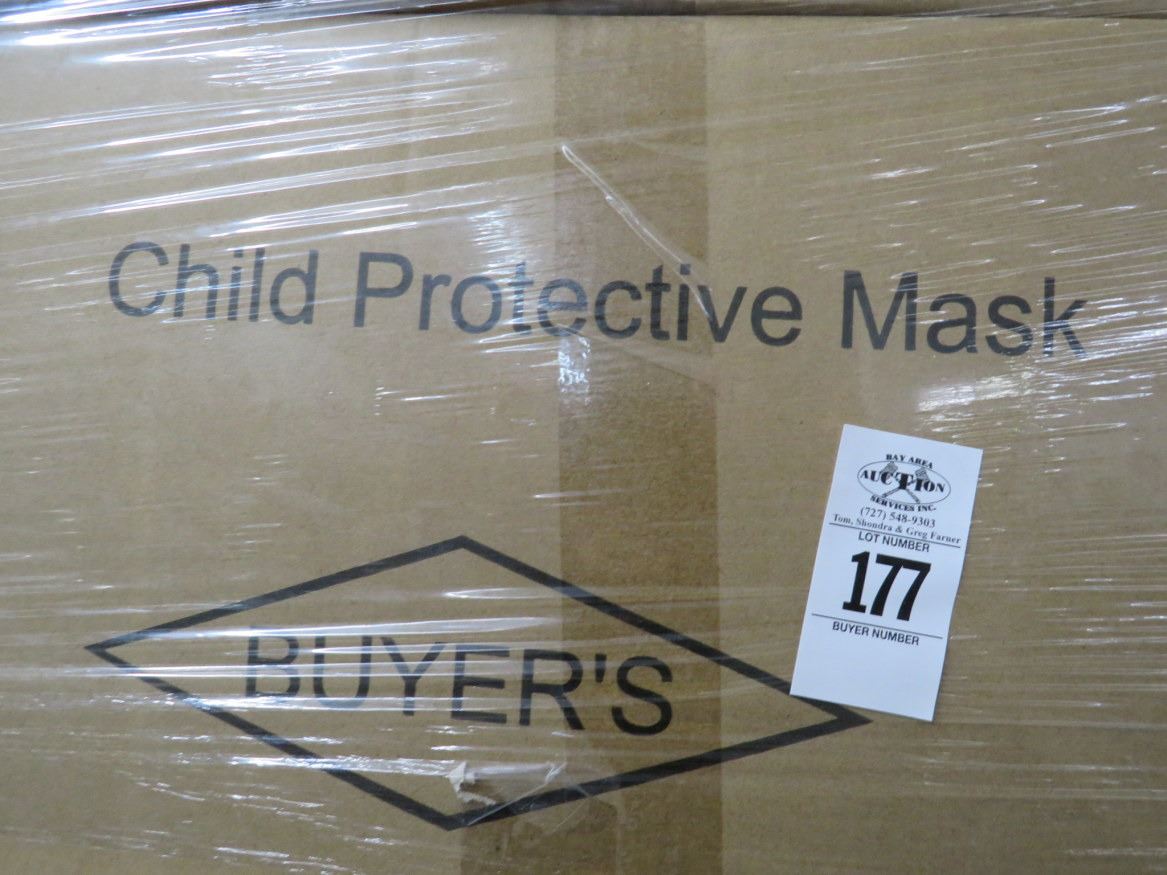 Child Protective Mask
BAY AREA
AUCTION
SERVICES INC.
(727) 548-9303
Tom, Shondra & Greg Farner
LOT NUMBER
177
BUYER NUMBER
BUYER'S